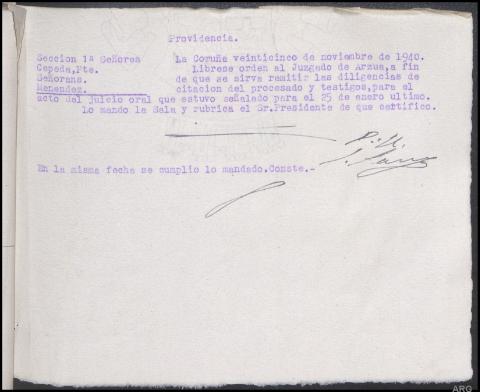 Providencia.
Seccion 1ª Señores
Cepeda, Pte.
Señorans.
Menendez.
La Coruña veinticinco de noviembre de 1940.
Librese orden al Juzgado de Arzua, a fin
de que se sirva remitir las diligencias de
citacion del procesado y testigos, para el
acto del juicio oral que estuvo señalado para el 25 de enero ultimo.
Lo mando la Sala y rubrica el Sr. Presidente de que certifico.
En la misma fecha se cumplio lo mandado. Conste.-
ARG